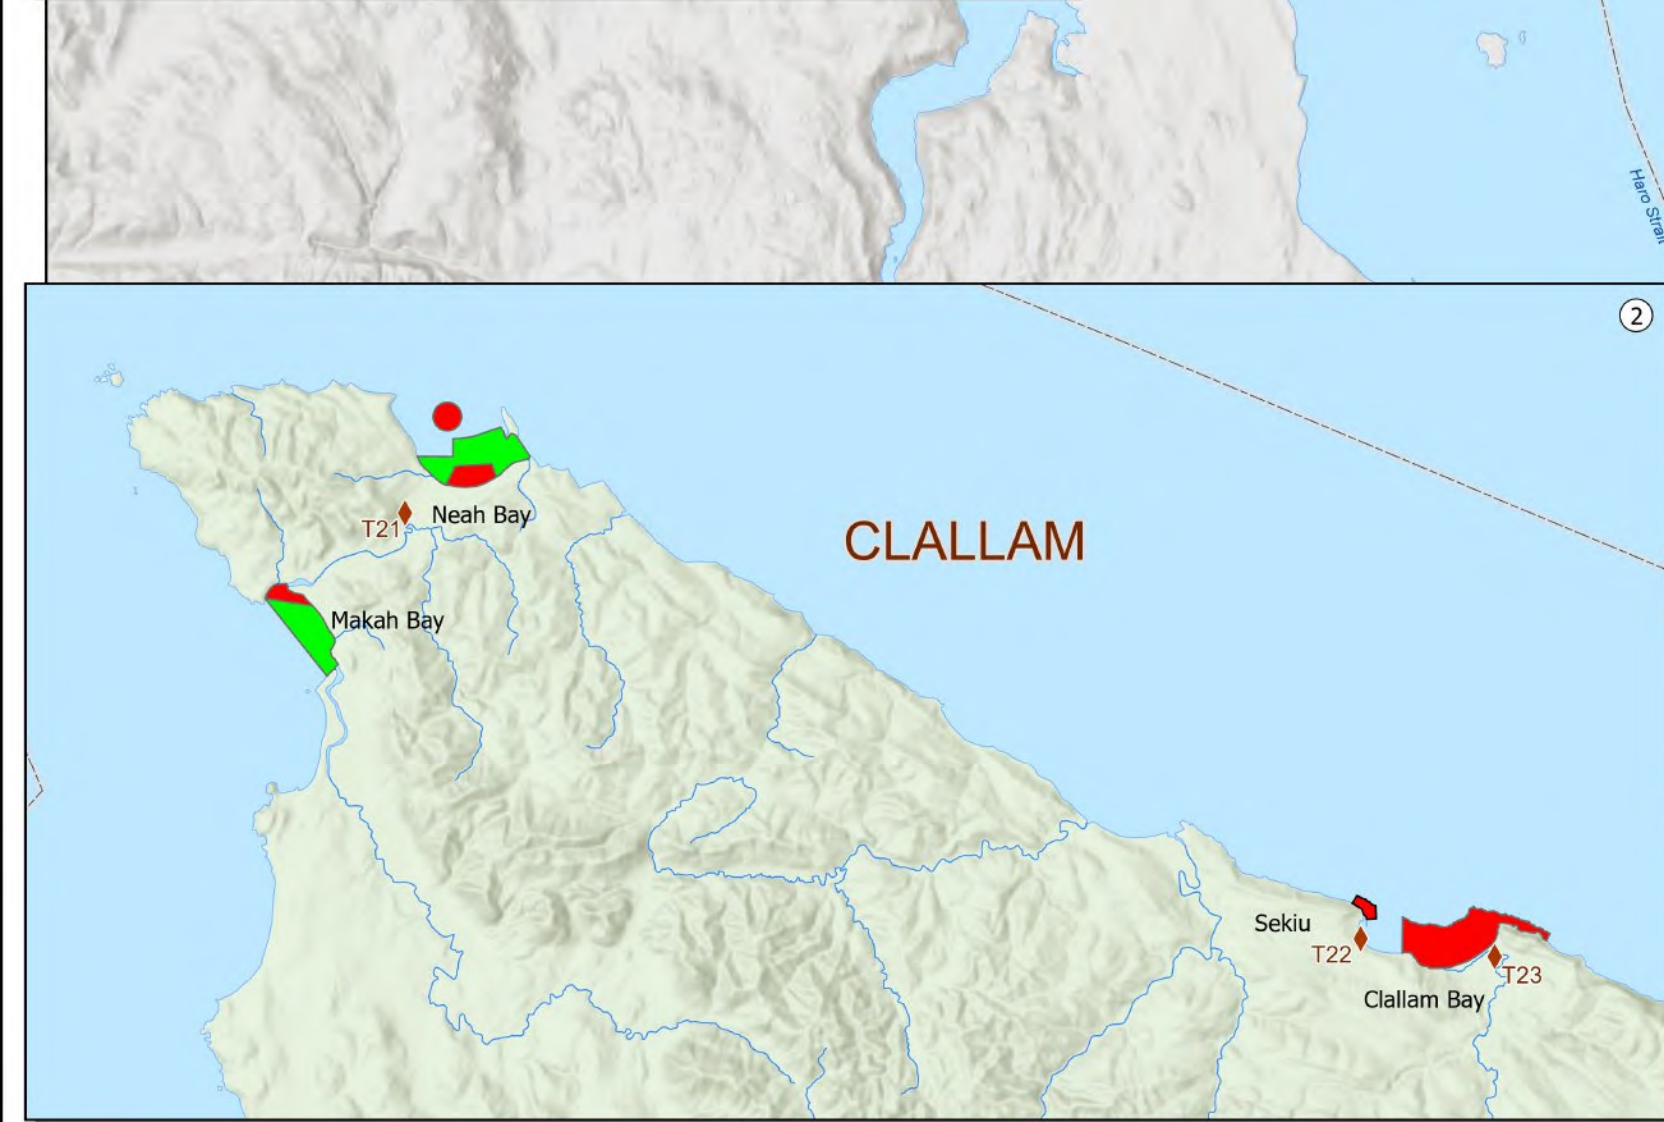 Haro Strait
2
CLALLAM
T21
Neah Bay
Makah Bay
Sekiu
T22
T23
Clallam Bay